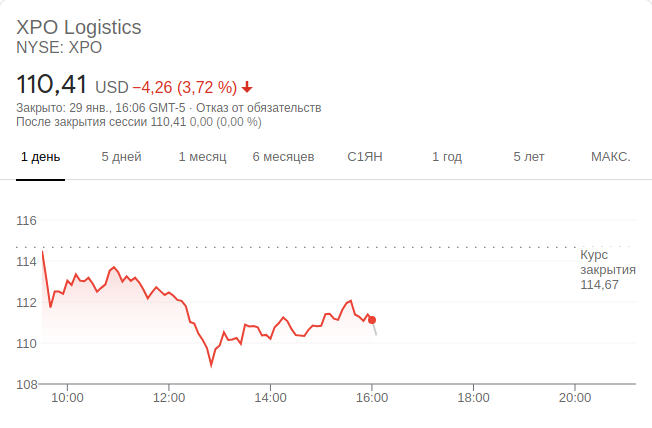 XPO Logistics
NYSE: XPO
110,41 USD −4,26 (3,72 %)
Закрыто: 29 янв., 16:06 GMT-5 · Отказ от обязательств
После закрытия сессии 110,41 0,00 (0,00 %)
1 день 5 дней 1 месяц 6 месяцев С1ЯН 1 год 5 лет МАКС.
116
114
112
110
108
Курс
закрытия
114,67
10:00 12:00 14:00 16:00 18:00 20:00